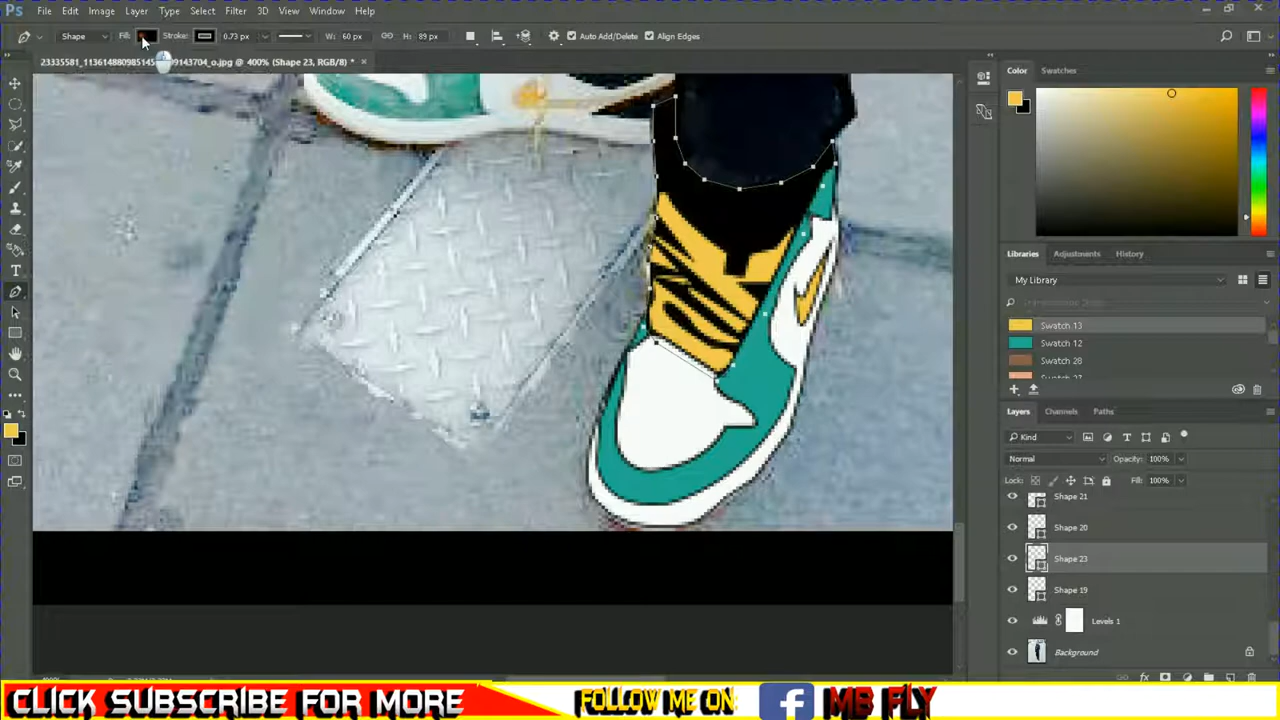 Ps File Edit Image Layer Type Select Filter 3D View Window Help
Shape Fill: Stroke: 0.73 px W: 60 px H: 89 px Auto Add/Delete Align Edges
(Shape 23, RGB/8) *
Color Swatches
Libraries Adjustments History
My Library
Swatch 13
Swatch 12
Swatch 28
Layers Channels Paths
Kind
Normal Opacity: 100%
Lock: Fill: 100%
Shape 21
Shape 20
Shape 23
Shape 19
Levels 1
Background
CLICK SUBSCRIBE FOR MORE FOLLOW ME ON: f MB FLY